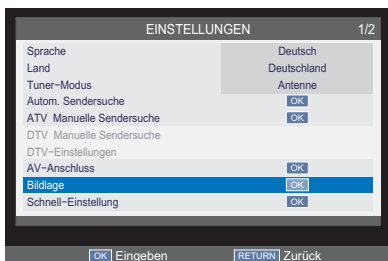 EINSTELLUNGEN 1/2
Sprache Deutsch
Land Deutschland
Tuner-Modus Antenne
Autom. Sendersuche OK
ATV Manuelle Sendersuche OK
DTV Manuelle Sendersuche
DTV-Einstellungen
AV-Anschluss OK
Bildlage OK
Schnell-Einstellung OK
OK Eingeben RETURN Zurück